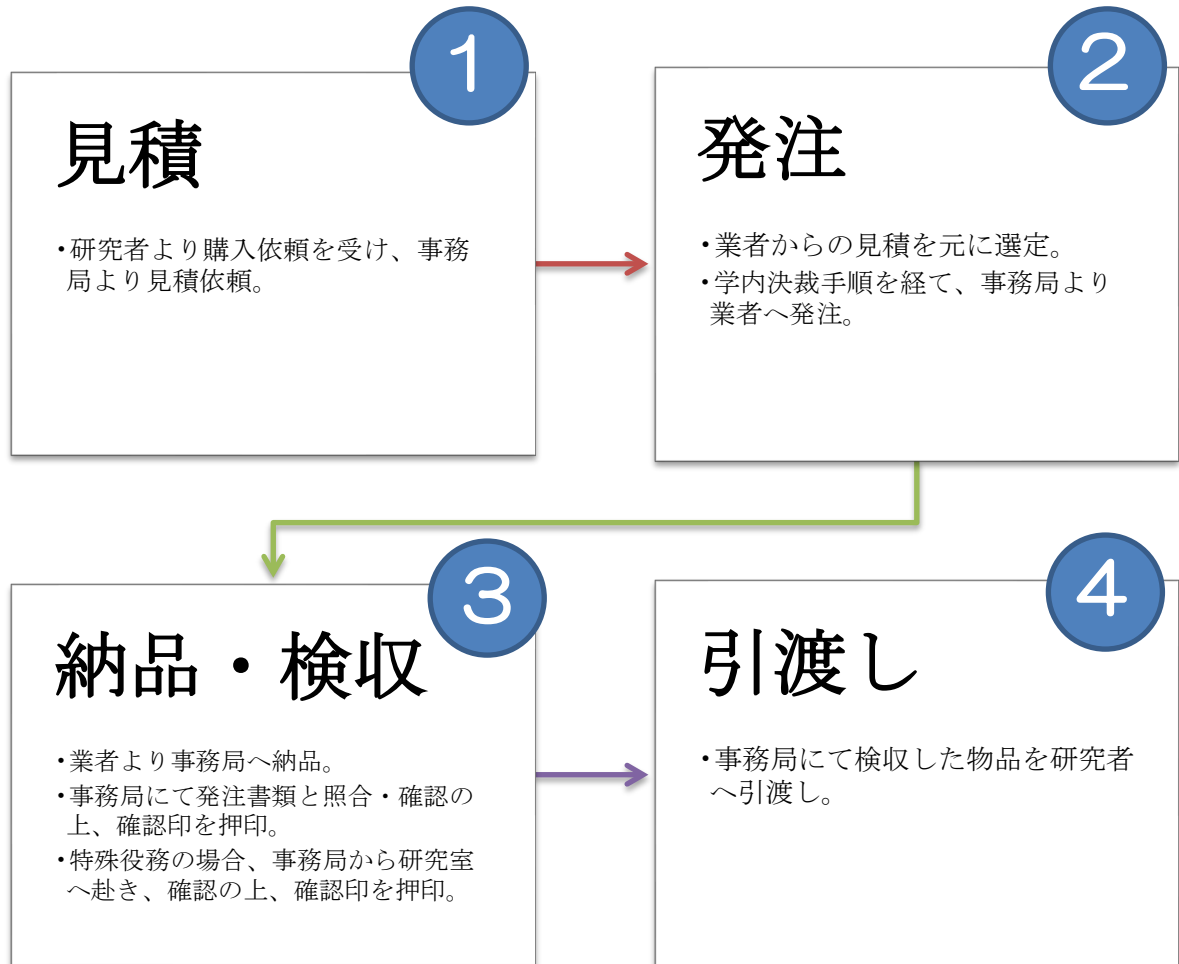 1
見積
・研究者より購入依頼を受け、事務
局より見積依頼。
2
発注
・業者からの見積を元に選定。
・学内決裁手順を経て、事務局より
業者へ発注。
3
納品・検収
・業者より事務局へ納品。
・事務局にて発注書類と照合・確認の
上、確認印を押印。
・特殊役務の場合、事務局から研究室
へ赴き、確認の上、確認印を押印。
4
引渡し
・事務局にて検収した物品を研究者
へ引渡し。